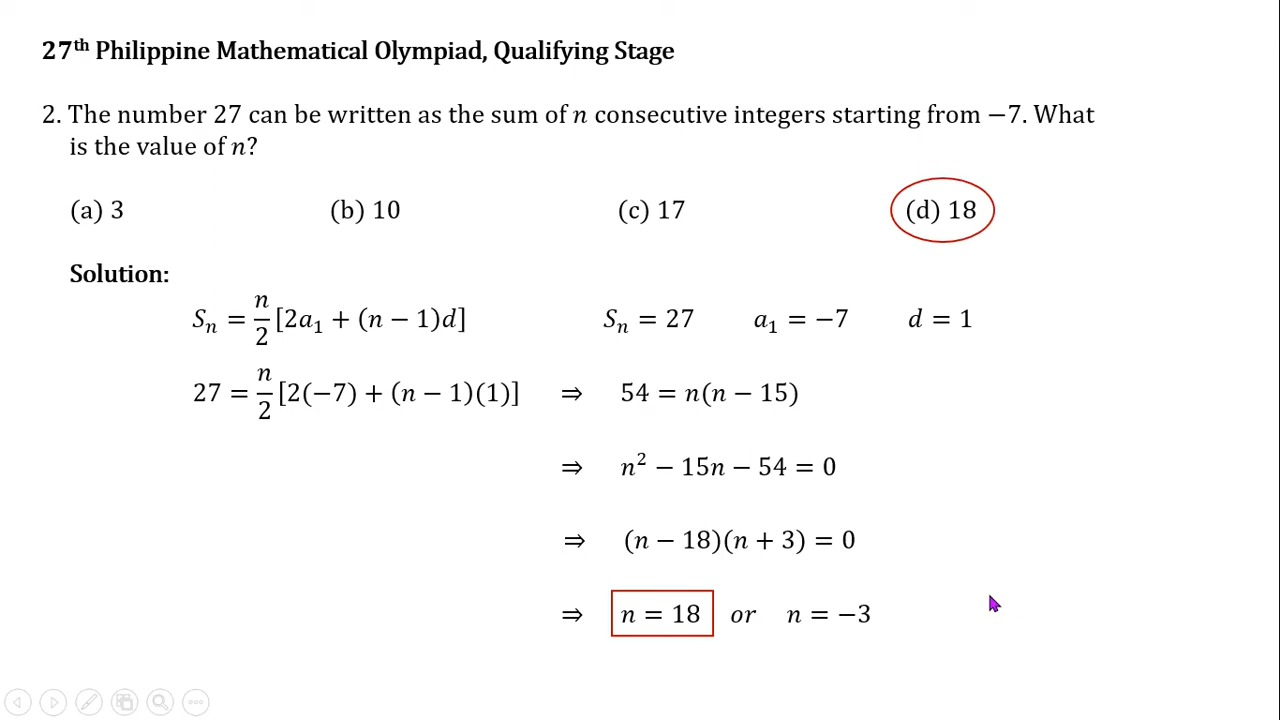 27th Philippine Mathematical Olympiad, Qualifying Stage
2. The number 27 can be written as the sum of n consecutive integers starting from −7. What
is the value of n?
(a) 3 (b) 10 (c) 17 (d) 18
Solution:
Sₙ = n/2 [2a₁ + (n − 1)d] Sₙ = 27 a₁ = −7 d = 1
27 = n/2 [2(−7) + (n − 1)(1)] ⇒ 54 = n(n − 15)
⇒ n² − 15n − 54 = 0
⇒ (n − 18)(n + 3) = 0
⇒ n = 18 or n = −3